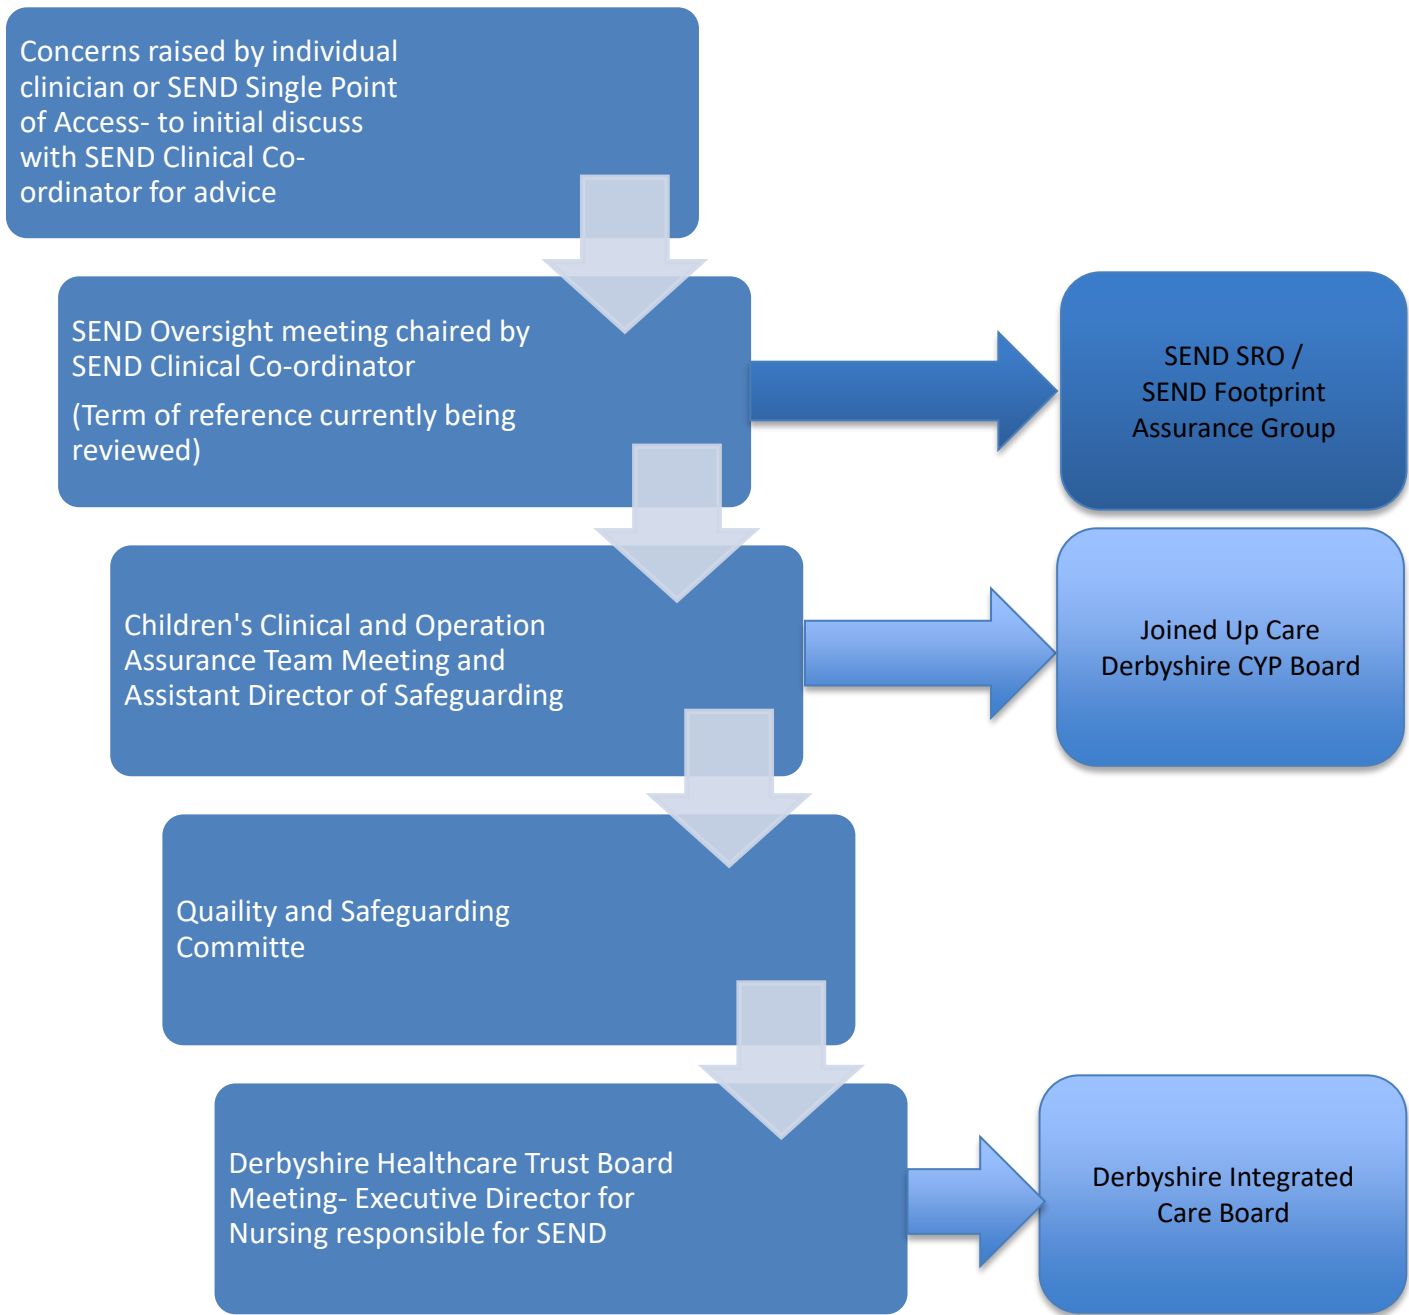 Concerns raised by individual
clinician or SEND Single Point
of Access- to initial discuss
with SEND Clinical Co-
ordinator for advice
SEND Oversight meeting chaired by
SEND Clinical Co-ordinator
(Term of reference currently being
reviewed)
SEND SRO /
SEND Footprint
Assurance Group
Children's Clinical and Operation
Assurance Team Meeting and
Assistant Director of Safeguarding
Joined Up Care
Derbyshire CYP Board
Quaility and Safeguarding
Committe
Derbyshire Healthcare Trust Board
Meeting- Executive Director for
Nursing responsible for SEND
Derbyshire Integrated
Care Board